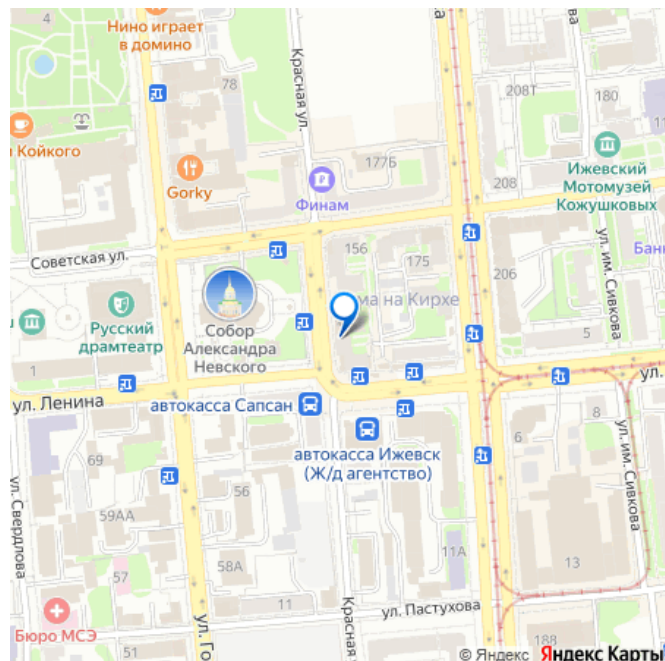 4
Нино играет
в домино
78
Красная ул.
208Т
180
Койкого
Gorky
177Б
Финам
208
Ижевский
Мотомузей
Кожушковых
Советская ул.
156
175
206
ул. им. Сивкова
Банк
ма на Кирхе
Русский
драмтеатр
Собор
Александра
Невского
5
1
ул. Ленина
автокасса Сапсан
ул.
8
6
автокасса Ижевск
(Ж/д агентство)
69
ул. им. Сивкова
56
ул. Свердлова
59АА
11А
58А
13
57
11
ул. Пастухова
Бюро МСЭ
51
ул. Го
Красная ул.
188
© Яндекс Яндекс Карты